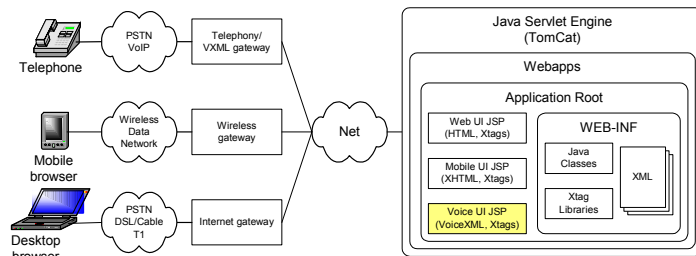 Telephone
PSTN
VoIP
Telephony/
VXML gateway
Mobile
browser
Wireless
Data
Network
Wireless
gateway
Desktop
browser
PSTN
DSL/Cable
T1
Internet gateway
Net
Java Servlet Engine
(TomCat)
Webapps
Application Root
Web UI JSP
(HTML, Xtags)
Mobile UI JSP
(XHTML, Xtags)
Voice UI JSP
(VoiceXML, Xtags)
WEB-INF
Java
Classes
Xtag
Libraries
XML